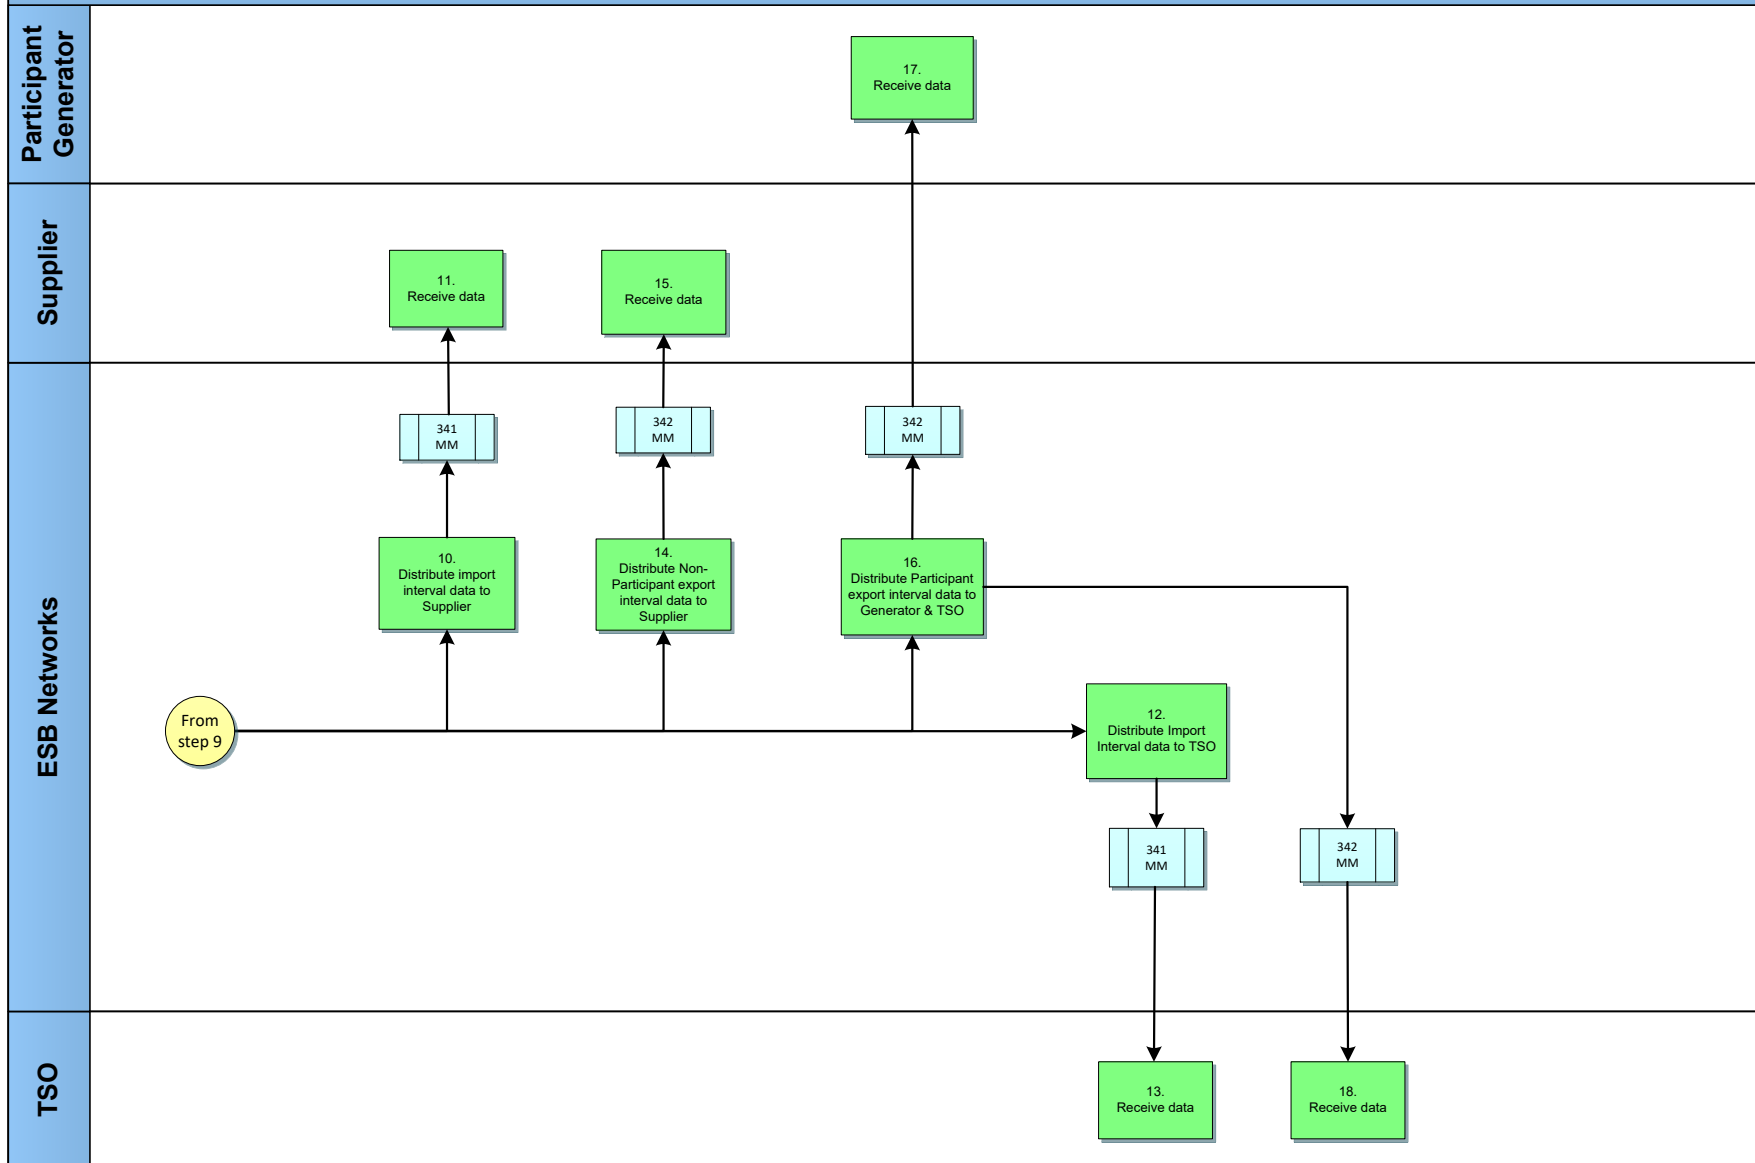 Participant
Generator
17.
Receive data
Supplier
11.
Receive data
15.
Receive data
ESB Networks
341
MM
342
MM
342
MM
10.
Distribute import
interval data to
Supplier
14.
Distribute Non-
Participant export
interval data to
Supplier
16.
Distribute Participant
export interval data to
Generator & TSO
From
step 9
12.
Distribute Import
Interval data to TSO
341
MM
342
MM
TSO
13.
Receive data
18.
Receive data